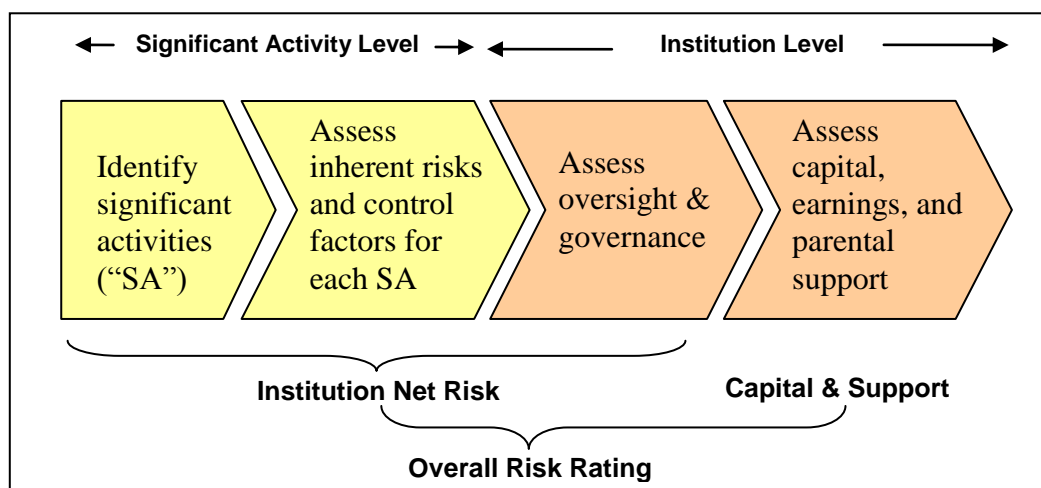 Significant Activity Level
Institution Level
Identify
significant
activities
(“SA”)
Assess
inherent risks
and control
factors for
each SA
Assess
oversight &
governance
Assess
capital,
earnings, and
parental
support
Institution Net Risk
Capital & Support
Overall Risk Rating